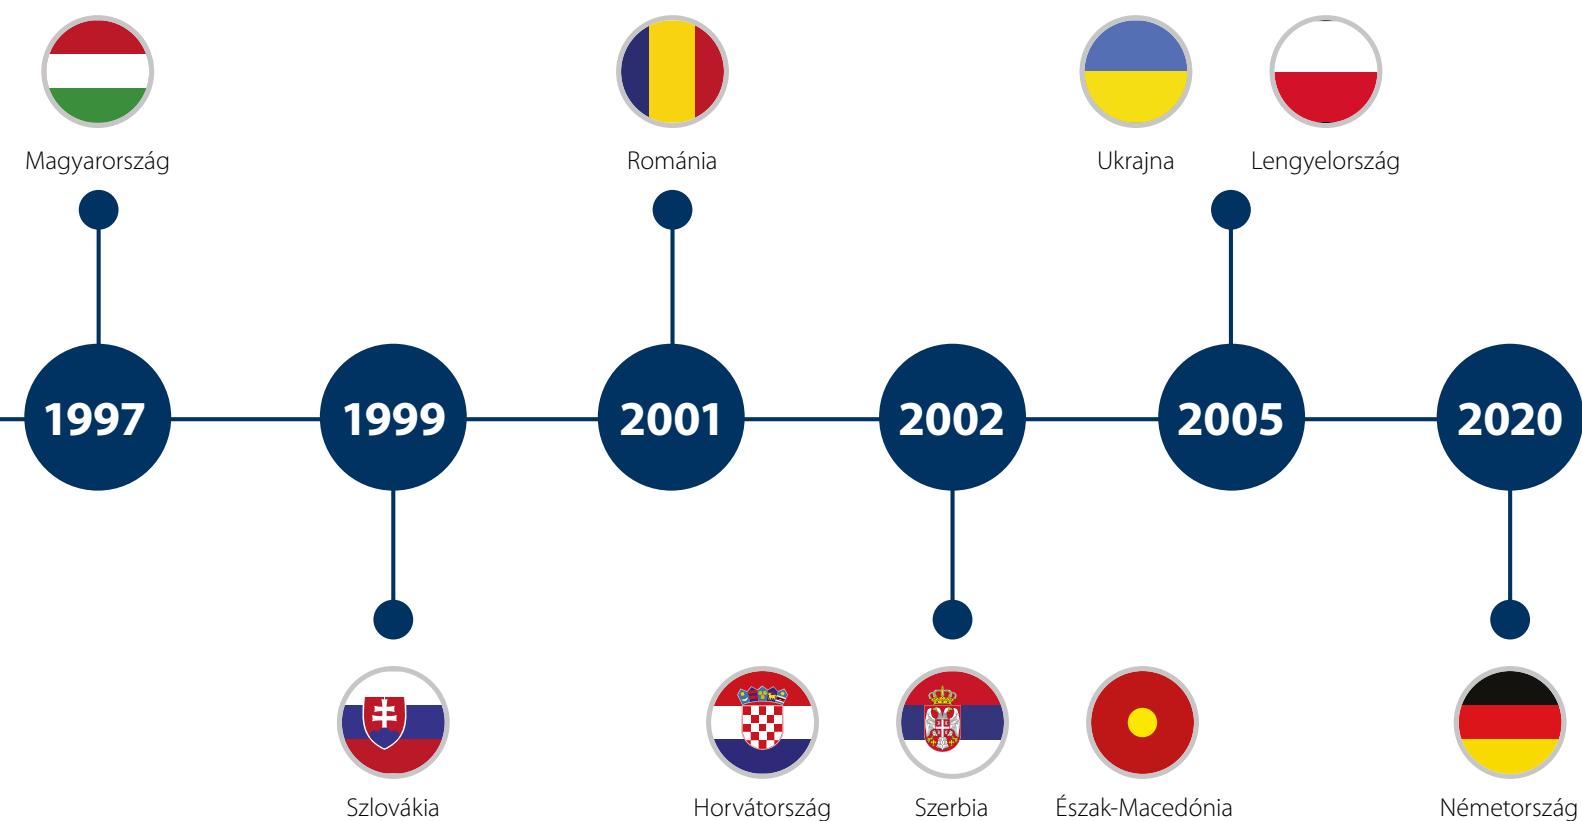 Magyarország
Románia
Ukrajna
Lengyelország
1997
1999
2001
2002
2005
2020
Szlovákia
Horvátország
Szerbia
Észak-Macedónia
Németország